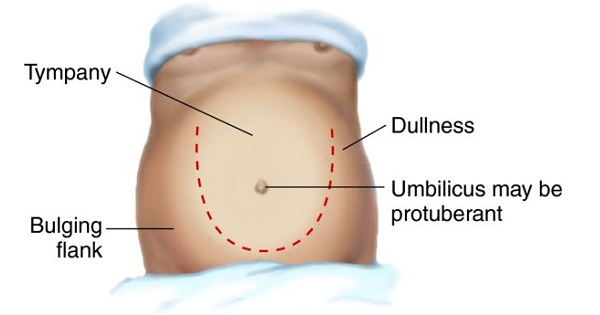 Tympany
Dullness
Umbilicus may be
protuberant
Bulging
flank